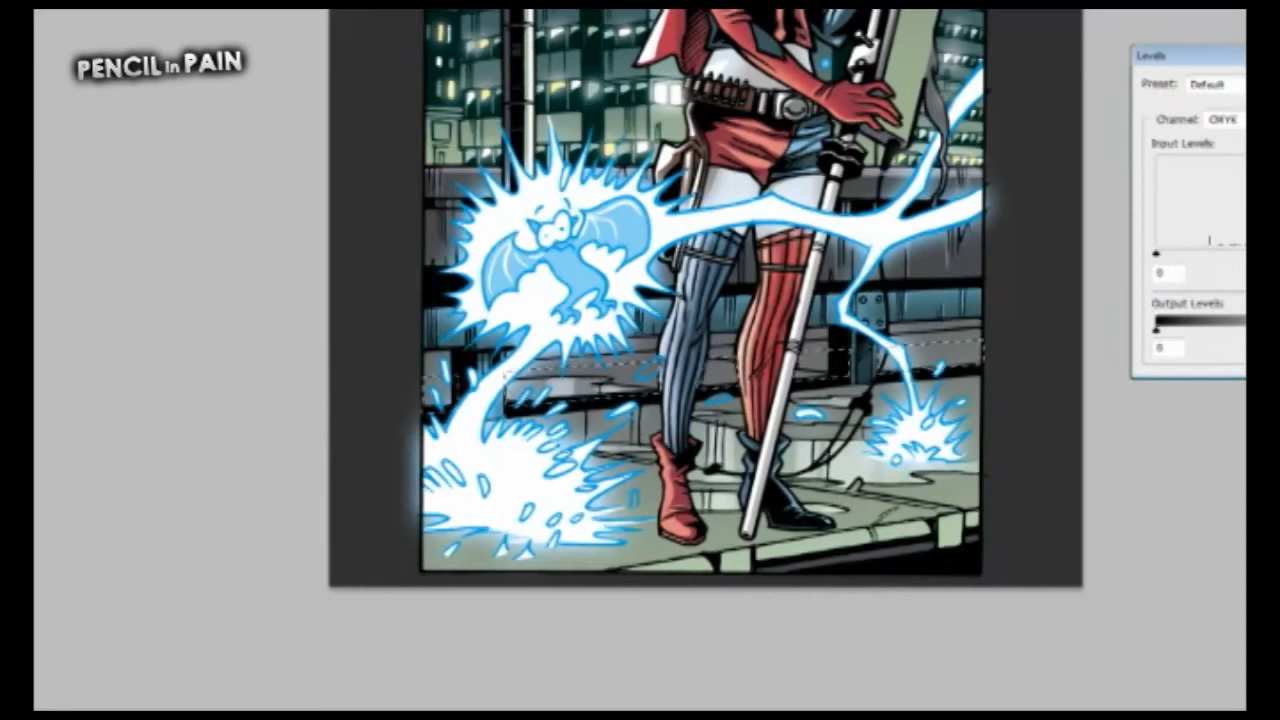 PENCIL in PAIN
Levels
Preset: Default
Channel: CMYK
Input Levels:
0
Output Levels:
0